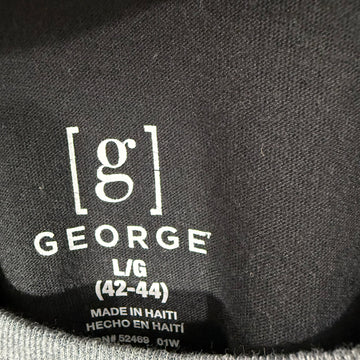 [g]
GEORGE
L/G
(42-44)
MADE IN HAITI
HECHO EN HAITÍ
N# 52469 01W